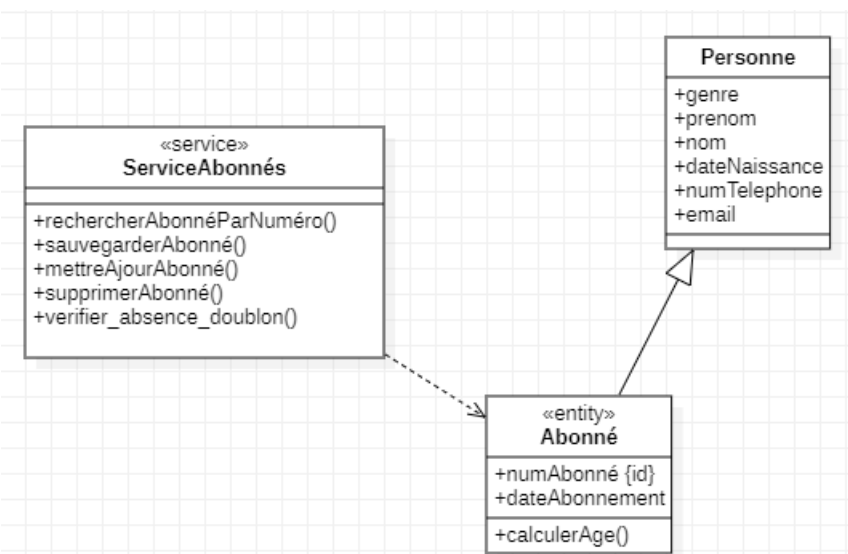 Personne
+genre
+prenom
+nom
+dateNaissance
+numTelephone
+email
«service»
ServiceAbonnés
+rechercherAbonnéParNuméro()
+sauvegarderAbonné()
+mettreAjourAbonné()
+supprimerAbonné()
+verifier_absence_doublon()
«entity»
Abonné
+numAbonné {id}
+dateAbonnement
+calculerAge()